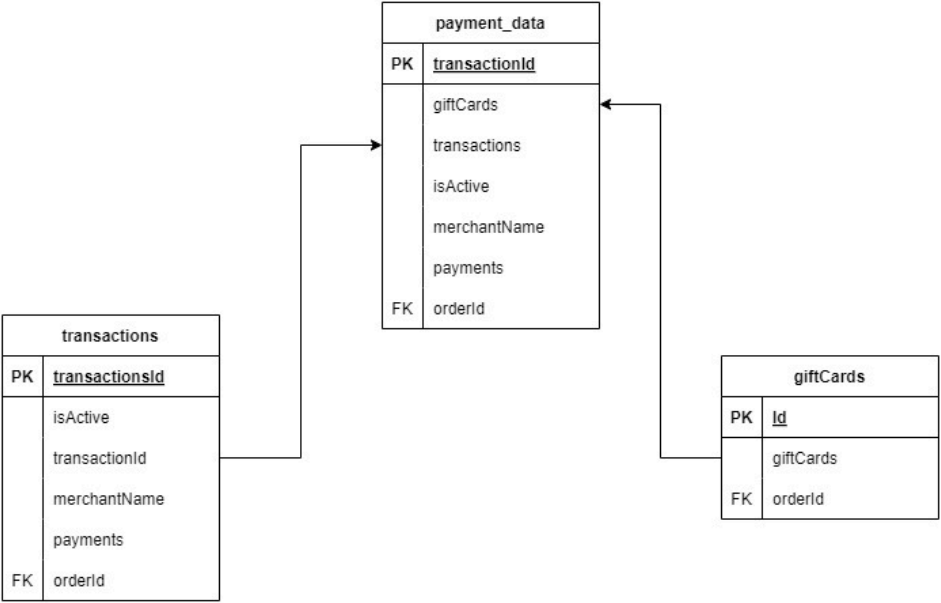 payment_data
PK transactionId
giftCards
transactions
isActive
merchantName
payments
FK orderId
transactions
PK transactionsId
isActive
transactionId
merchantName
payments
FK orderId
giftCards
PK Id
giftCards
FK orderId